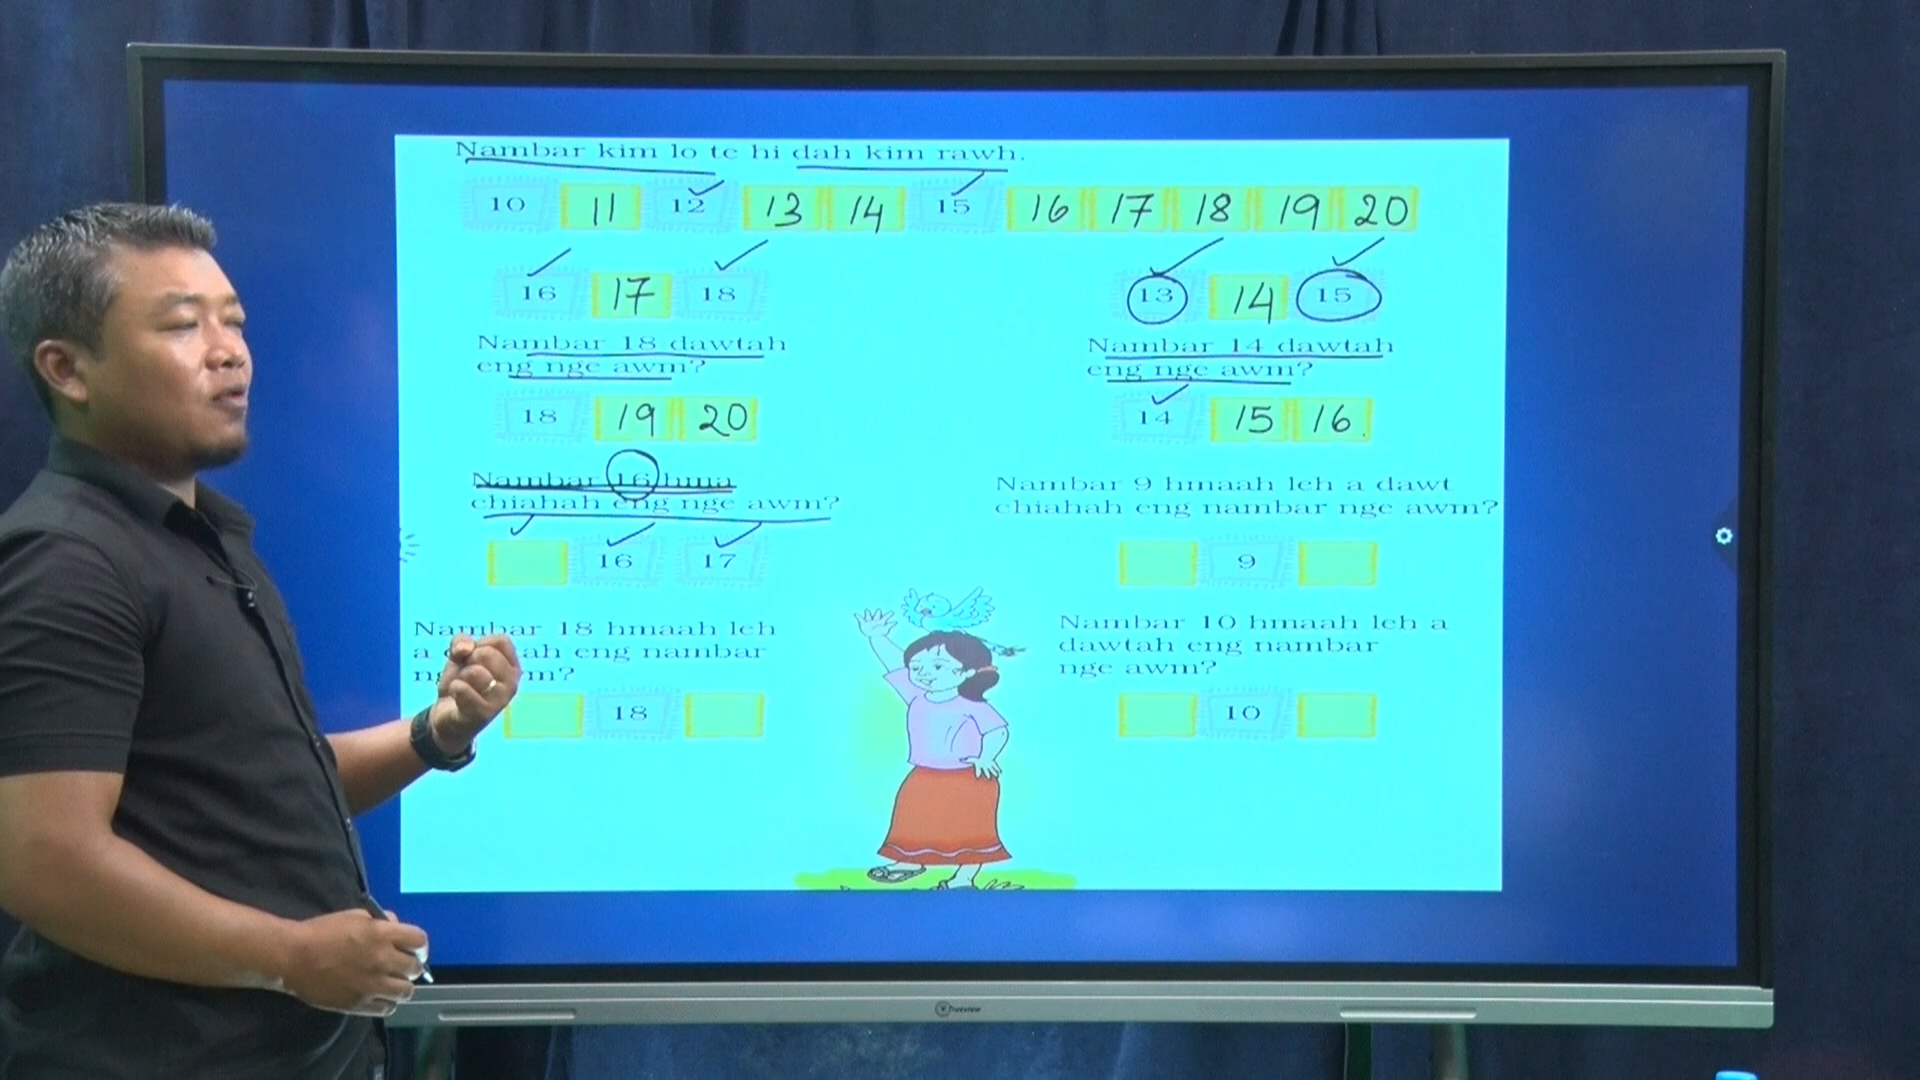 Nambar kim lo te hi dah kim rawh.
10 11 12 13 14 15 16 17 18 19 20
16 17 18
13 14 15
Nambar 18 dawtah
eng nge awm?
Nambar 14 dawtah
eng nge awm?
18 19 20
14 15 16
Nambar 16 hma
chiahah eng nge awm?
Nambar 9 hmaah leh a dawt
chiahah eng nambar nge awm?
16 17
9
Nambar 18 hmaah leh
a eng nambar
Nambar 10 hmaah leh a
dawtah eng nambar
nge awm?
18
10
Trueview